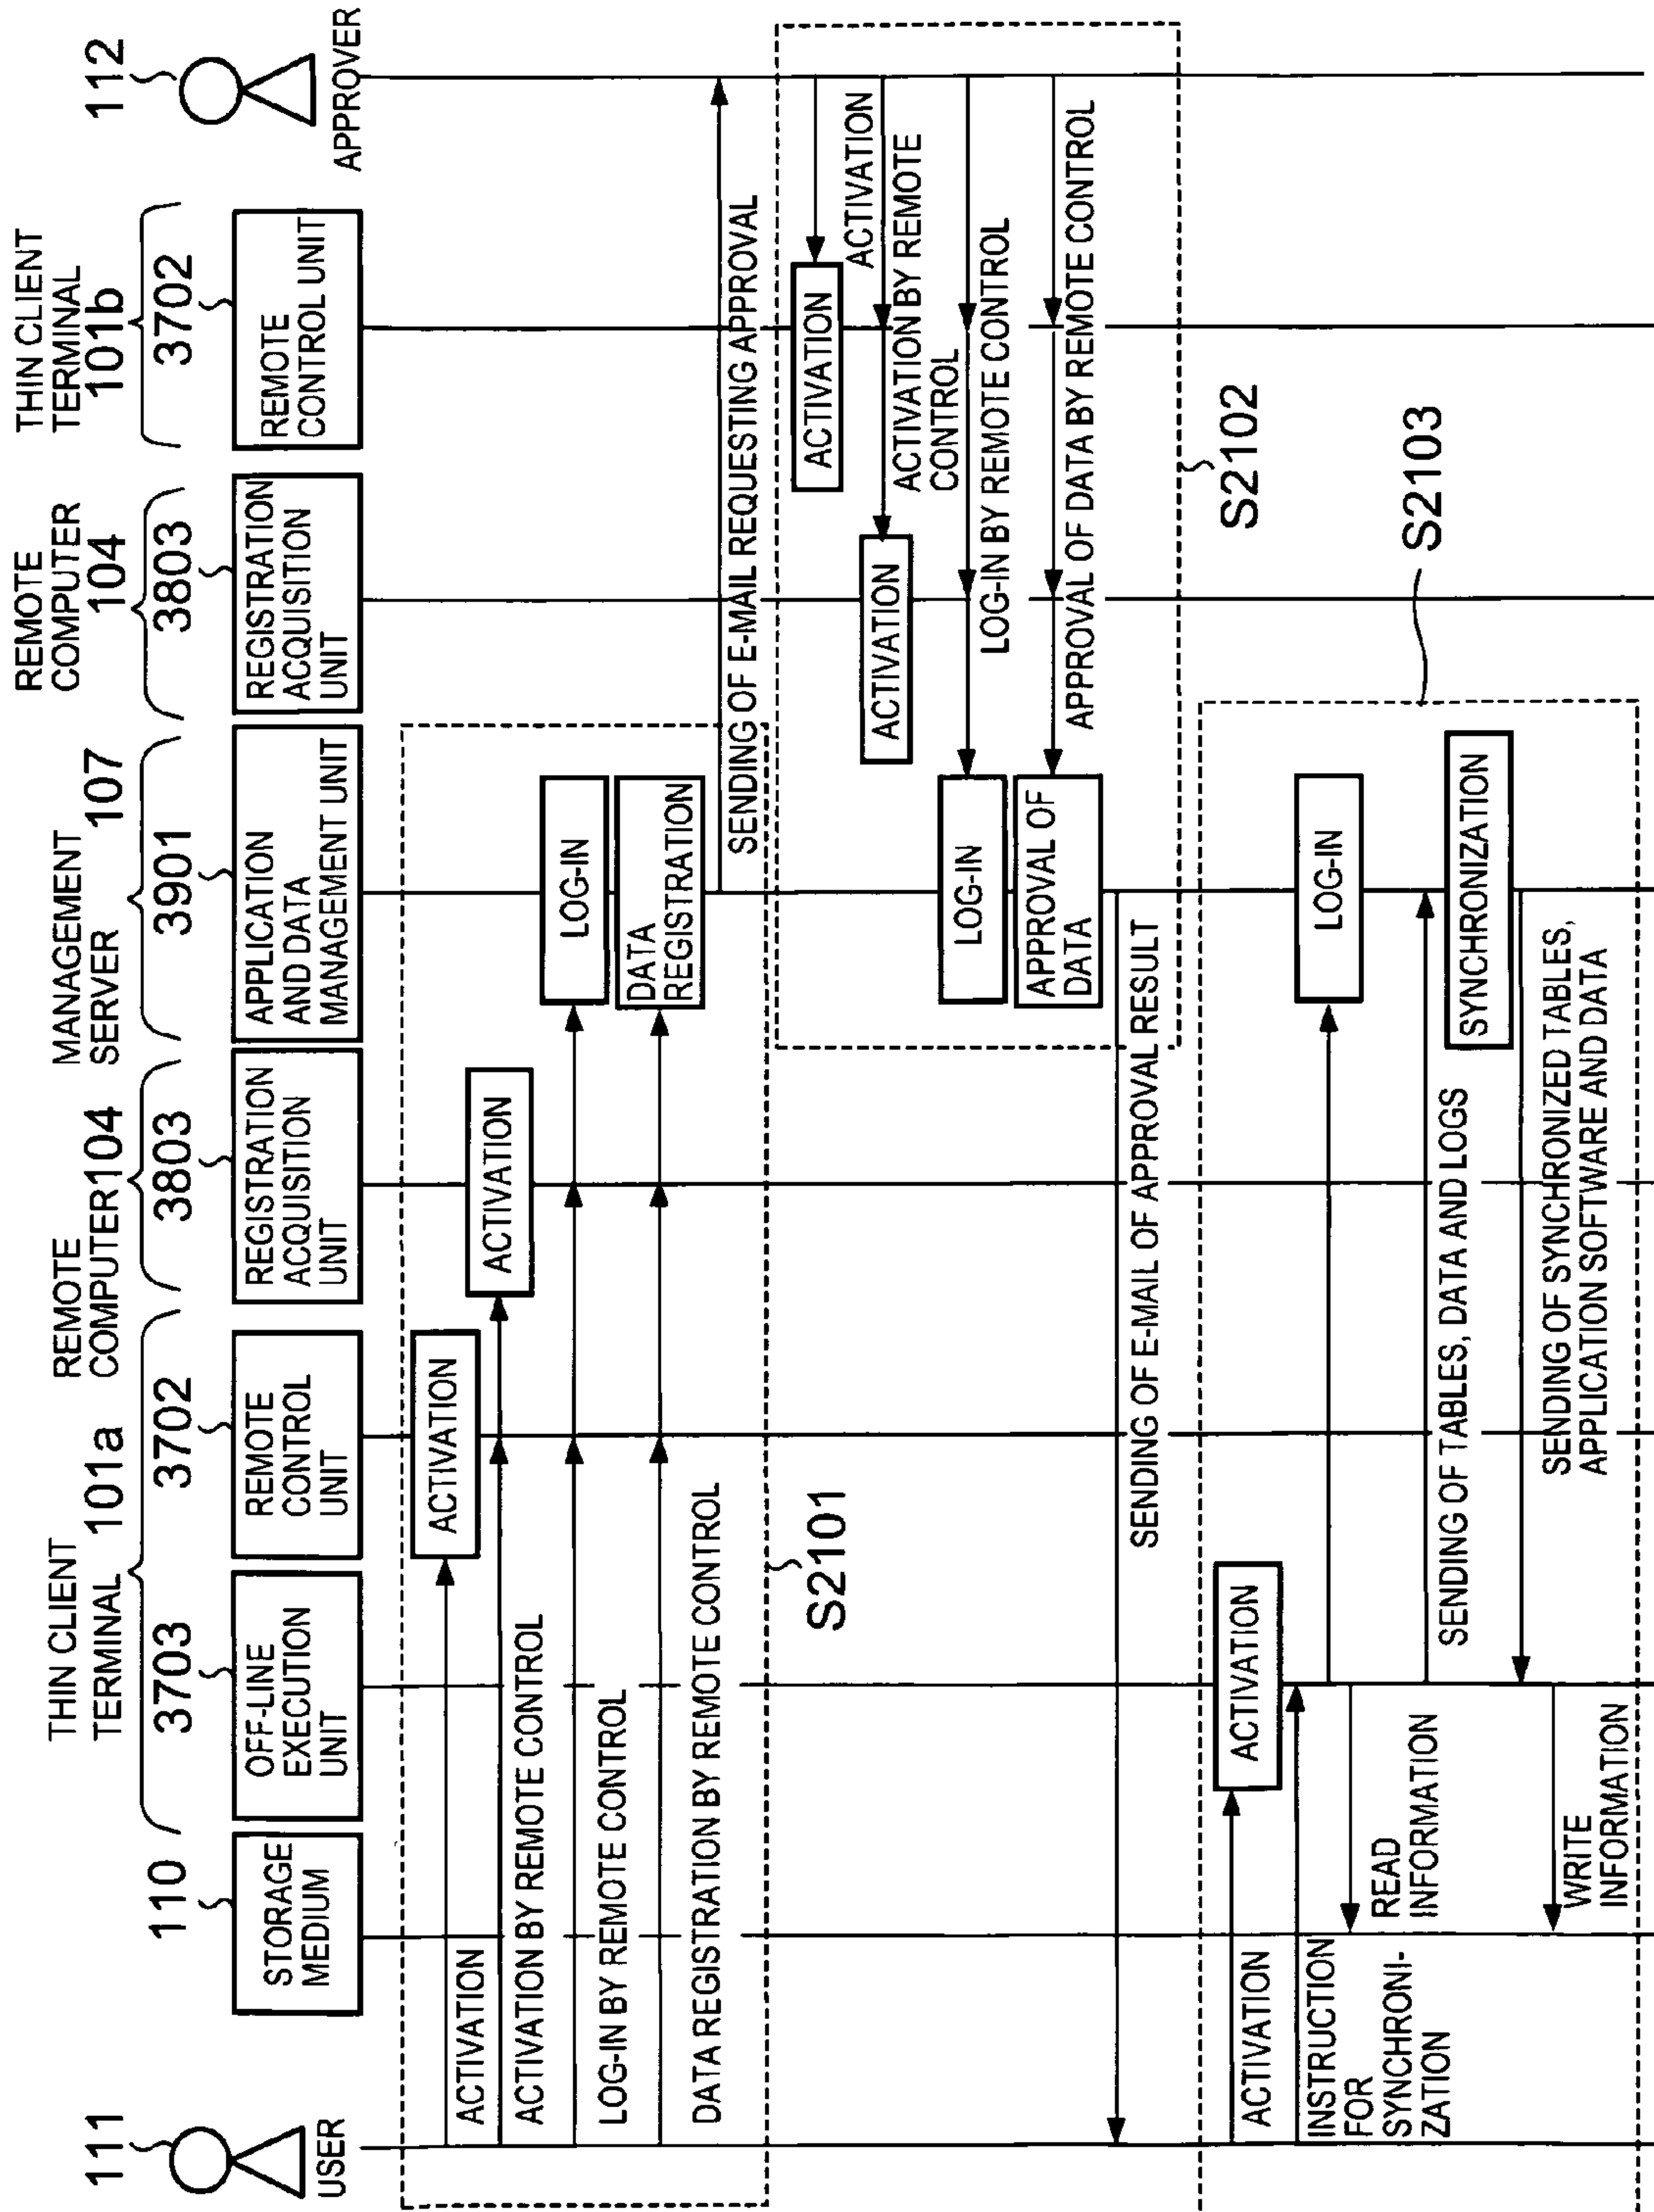 111
USER
110
STORAGE
MEDIUM
THIN CLIENT
TERMINAL 101a
3703
OFF-LINE
EXECUTION
UNIT
3702
REMOTE
CONTROL
UNIT
REMOTE
COMPUTER 104
3803
REGISTRATION
ACQUISITION
UNIT
MANAGEMENT
SERVER 107
3901
APPLICATION
AND DATA
MANAGEMENT UNIT
REMOTE
COMPUTER
104
3803
REGISTRATION
ACQUISITION
UNIT
THIN CLIENT
TERMINAL
101b
3702
REMOTE
CONTROL UNIT
112
APPROVER
ACTIVATION
ACTIVATION
ACTIVATION BY REMOTE CONTROL
ACTIVATION
LOG-IN BY REMOTE CONTROL
LOG-IN
DATA REGISTRATION BY REMOTE CONTROL
DATA
REGISTRATION
S2101
SENDING OF E-MAIL REQUESTING APPROVAL
ACTIVATION
ACTIVATION
ACTIVATION
ACTIVATION BY REMOTE
CONTROL
LOG-IN
LOG-IN BY REMOTE CONTROL
APPROVAL OF
DATA
APPROVAL OF DATA BY REMOTE CONTROL
S2102
SENDING OF E-MAIL OF APPROVAL RESULT
ACTIVATION
ACTIVATION
INSTRUCTION
FOR
SYNCHRONI-
ZATION
LOG-IN
READ
INFORMATION
SENDING OF TABLES, DATA AND LOGS
SYNCHRONIZATION
SENDING OF SYNCHRONIZED TABLES,
APPLICATION SOFTWARE AND DATA
WRITE
INFORMATION
S2103